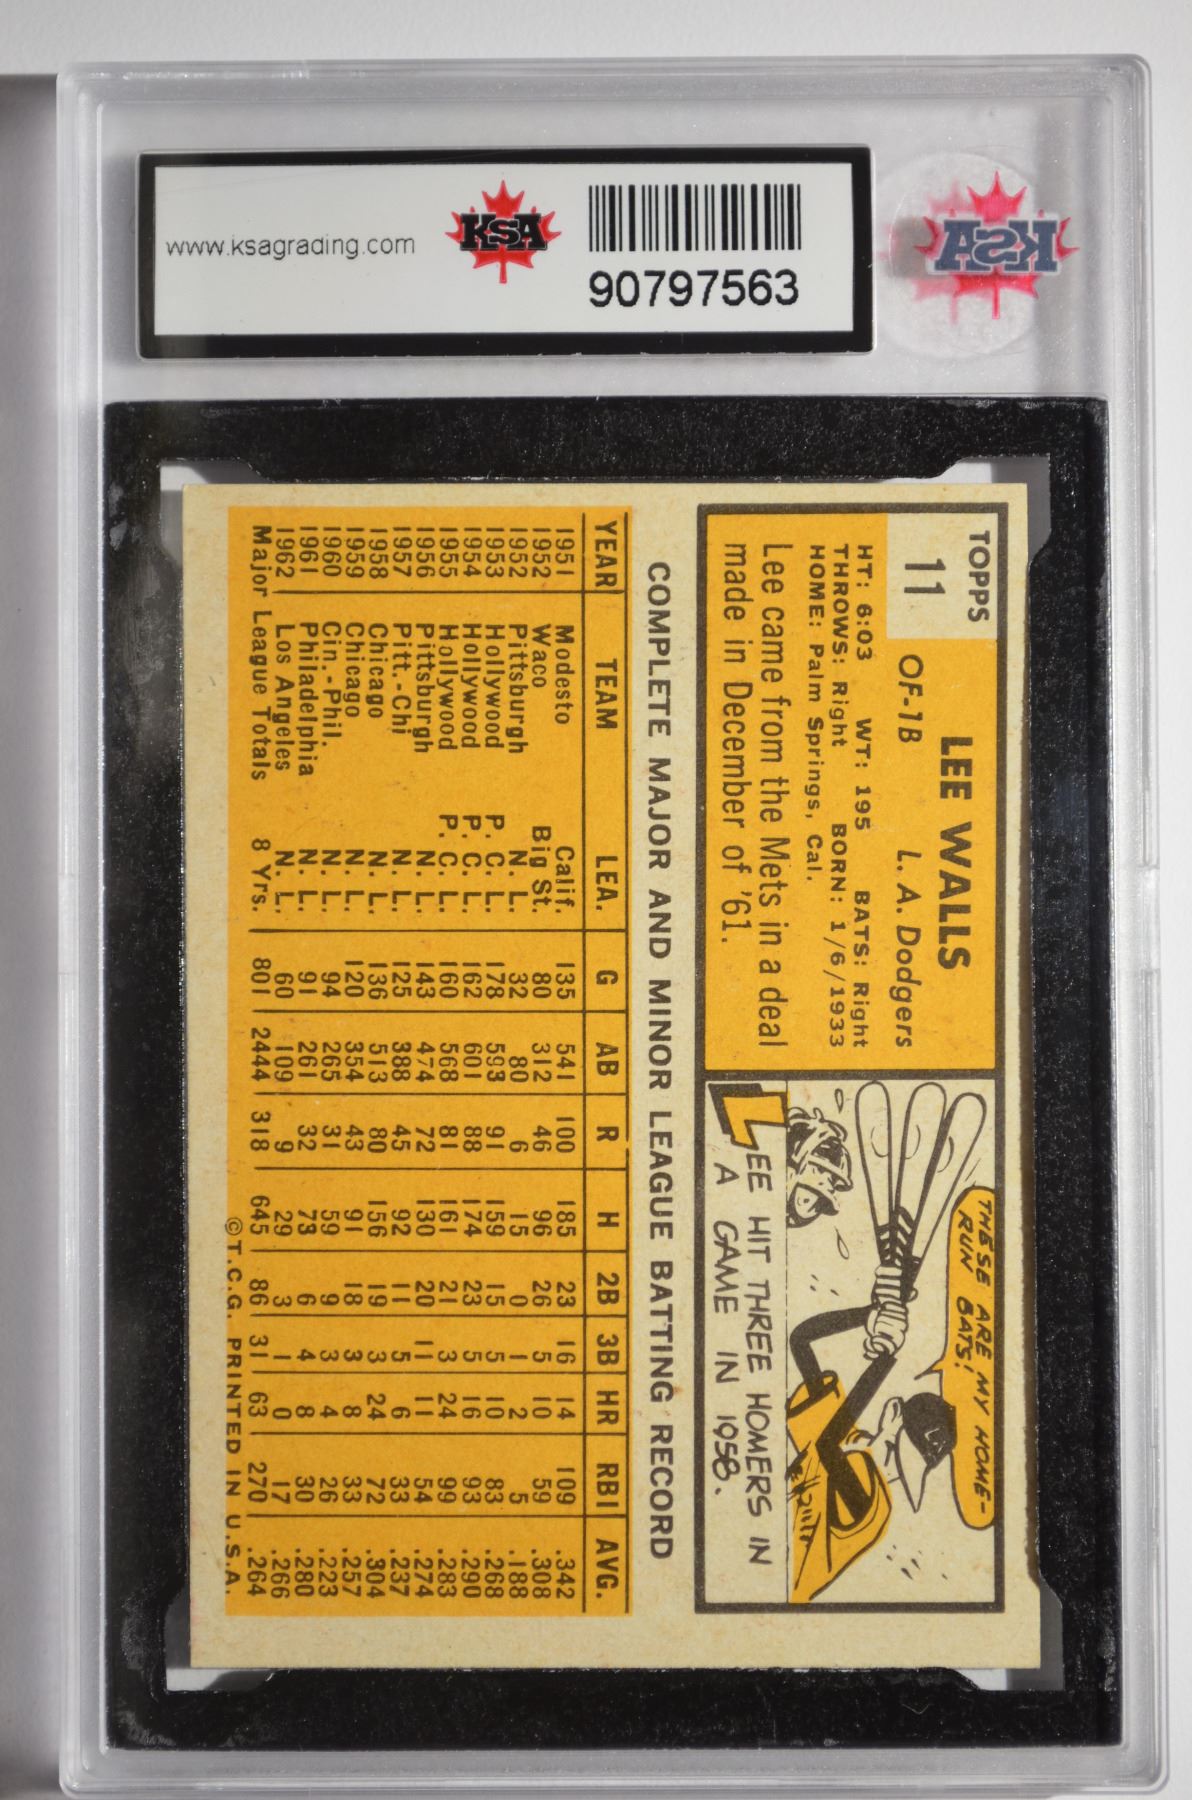 www.ksagrading.com
KSA
90797563
KSA
TOPPS
11
LEE WALLS
OF-1B L. A. Dodgers
HT: 6:03 WT: 195 BATS: Right
THROWS: Right BORN: 1/6/1933
HOME: Palm Springs, Cal.
Lee came from the Mets in a deal
made in December of '61.
THESE ARE MY HOME-
RUN BATS!
LA
LEE HIT THREE HOMERS IN
A GAME IN 1958.
COMPLETE MAJOR AND MINOR LEAGUE BATTING RECORD
YEAR TEAM LEA. G AB R H 2B 3B HR RBI AVG.
1951 Modesto Calif. 135 541 100 185 23 16 14 109 .342
1952 Waco Big St. 80 312 46 96 26 5 10 59 .308
1952 Pittsburgh N. L. 32 80 6 15 0 1 2 5 .188
1953 Hollywood P. C. L. 178 593 91 159 15 5 10 83 .268
1954 Hollywood P. C. L. 162 601 88 174 23 5 16 93 .290
1955 Hollywood P. C. L. 160 568 81 161 21 3 24 99 .283
1956 Pittsburgh N. L. 143 474 72 130 20 11 11 54 .274
1957 Pitt.-Chi N. L. 125 388 45 92 11 5 6 33 .237
1958 Chicago N. L. 136 513 80 156 19 3 24 72 .304
1959 Chicago N. L. 120 354 43 91 18 3 8 33 .257
1960 Cin.-Phil. N. L. 94 265 31 59 9 3 4 26 .223
1961 Philadelphia N. L. 91 261 32 73 6 4 8 30 .280
1962 Los Angeles N. L. 60 109 9 29 3 1 0 17 .266
Major League Totals 8 Yrs. 801 2444 318 645 86 31 63 270 .264
©T.C.G. PRINTED IN U.S.A.